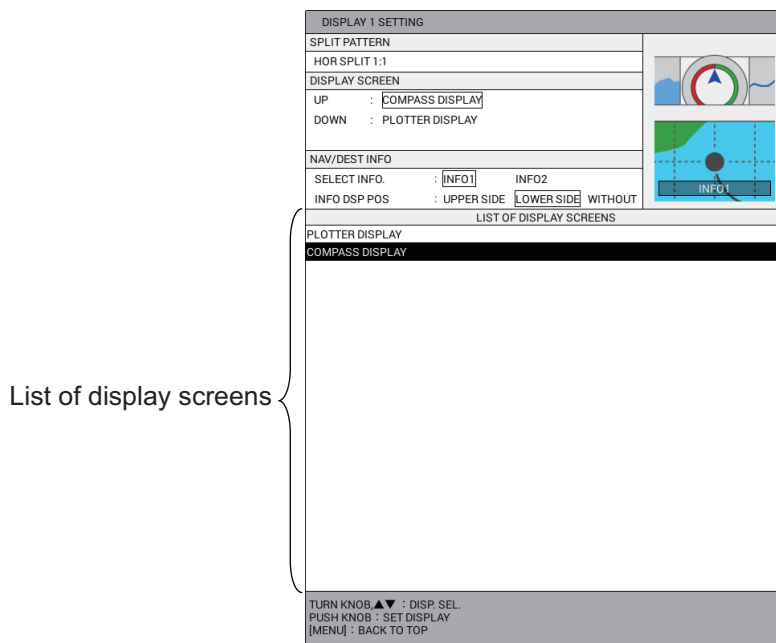 DISPLAY 1 SETTING
SPLIT PATTERN
HOR SPLIT 1:1
DISPLAY SCREEN
UP : COMPASS DISPLAY
DOWN : PLOTTER DISPLAY
NAV/DEST INFO
SELECT INFO. : INFO1 INFO2
INFO DSP POS : UPPER SIDE LOWER SIDE WITHOUT
INFO1
LIST OF DISPLAY SCREENS
PLOTTER DISPLAY
COMPASS DISPLAY
List of display screens
TURN KNOB,▲▼ : DISP. SEL.
PUSH KNOB : SET DISPLAY
[MENU] : BACK TO TOP